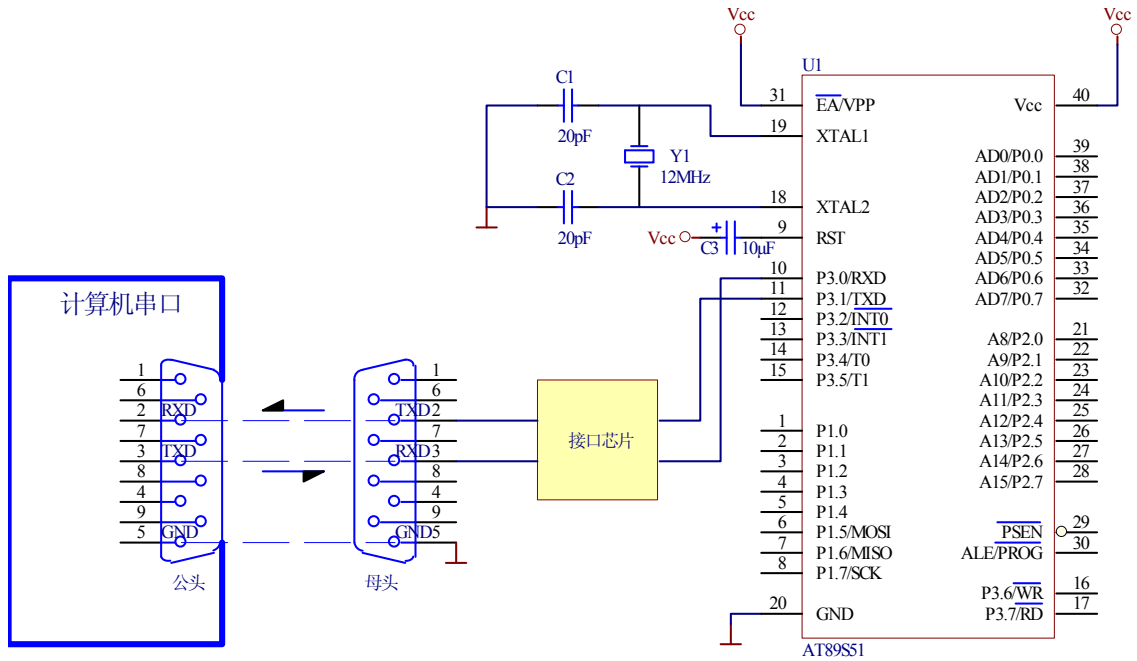 Vcc
Vcc
U1
C1
20pF
Y1
12MHz
C2
20pF
Vcc
C3
10μF
31 EA/VPP
19 XTAL1
18 XTAL2
9 RST
10 P3.0/RXD
11 P3.1/TXD
12 P3.2/INT0
13 P3.3/INT1
14 P3.4/T0
15 P3.5/T1
1 P1.0
2 P1.1
3 P1.2
4 P1.3
5 P1.4
6 P1.5/MOSI
7 P1.6/MISO
8 P1.7/SCK
20 GND
Vcc 40
AD0/P0.0 39
AD1/P0.1 38
AD2/P0.2 37
AD3/P0.3 36
AD4/P0.4 35
AD5/P0.5 34
AD6/P0.6 33
AD7/P0.7 32
A8/P2.0 21
A9/P2.1 22
A10/P2.2 23
A11/P2.3 24
A12/P2.4 25
A13/P2.5 26
A14/P2.6 27
A15/P2.7 28
PSEN 29
ALE/PROG 30
P3.6/WR 16
P3.7/RD 17
AT89S51
计算机串口
1
6
2 RXD
7
3 TXD
8
4
9
5 GND
公头
1
6
TXD 2
7
RXD 3
8
4
9
GND 5
母头
接口芯片